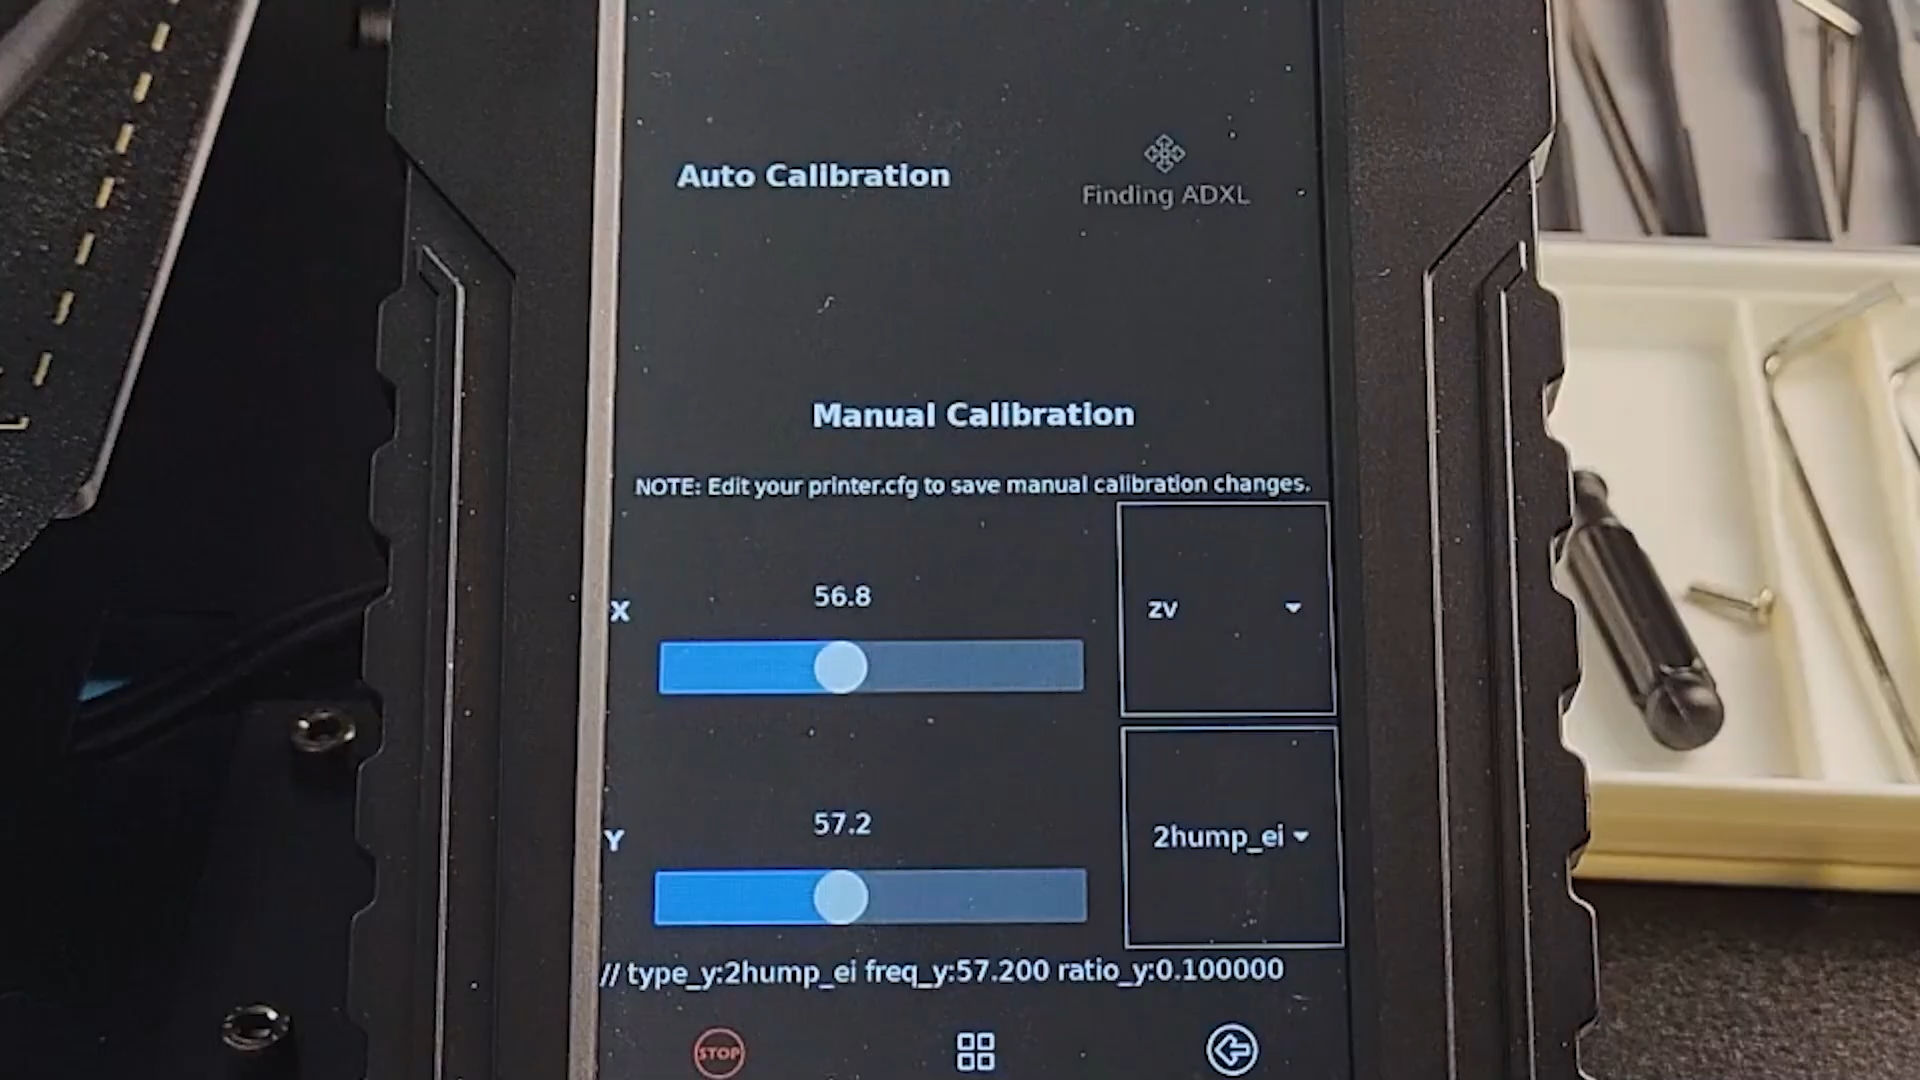 Auto Calibration
Finding ADXL
Manual Calibration
NOTE: Edit your printer.cfg to save manual calibration changes.
56.8
X
zv
57.2
Y
2hump_ei
// type_y:2hump_ei freq_y:57.200 ratio_y:0.100000
STOP